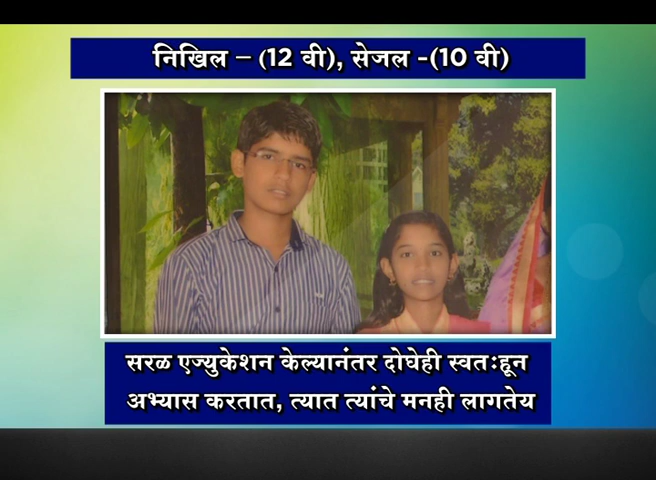 निखिल – (12 वी), सेजल -(10 वी)
सरळ एज्युकेशन केल्यानंतर दोघेही स्वतःहून
अभ्यास करतात, त्यात त्यांचे मनही लागतेय